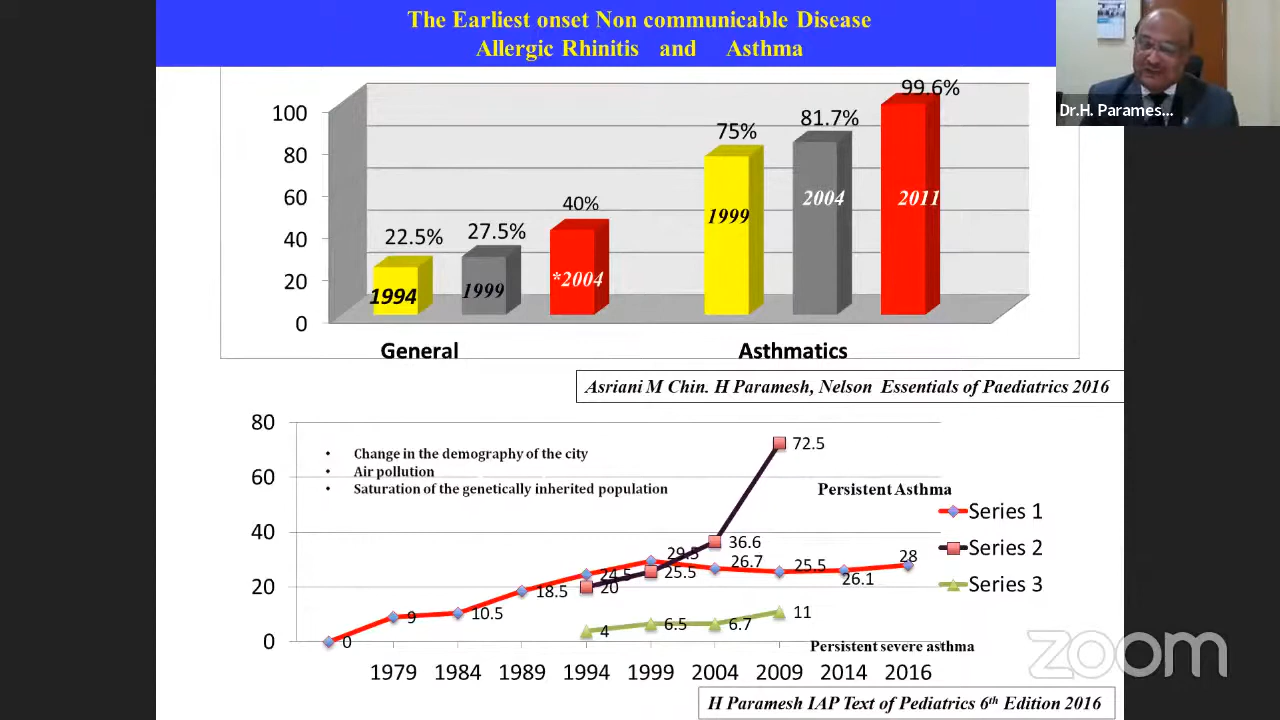 The Earliest onset Non communicable Disease
Allergic Rhinitis and Asthma
Dr.H. Parames...
99.6%
100
81.7%
75%
80
60
40%
2004
2011
1999
27.5%
22.5%
40
*2004
20
1994
1999
0
General
Asthmatics
Asriani M Chin. H Paramesh, Nelson Essentials of Paediatrics 2016
80
• Change in the demography of the city
• Air pollution
• Saturation of the genetically inherited population
72.5
60
Persistent Asthma
Series 1
Series 2
Series 3
40
36.6
29.5
26.7
25.5
28
26.1
24.5
25.5
20
20
18.5
10.5
9
11
6.5
6.7
4
0
0
Persistent severe asthma
1979 1984 1989 1994 1999 2004 2009 2014 2016
zoom
H Paramesh IAP Text of Pediatrics 6th Edition 2016